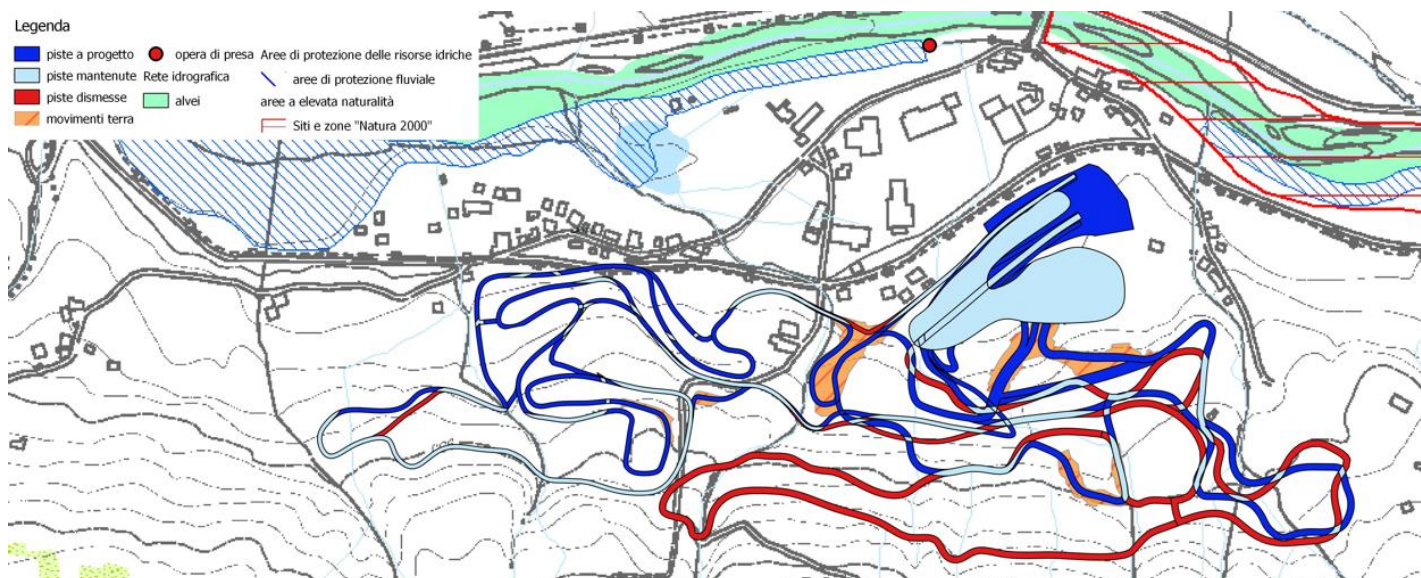 Legenda
piste a progetto
piste mantenute
piste dismesse
movimenti terra
opera di presa
Rete idrografica
alvei
Aree di protezione delle risorse idriche
aree di protezione fluviale
aree a elevata naturalità
Siti e zone "Natura 2000"